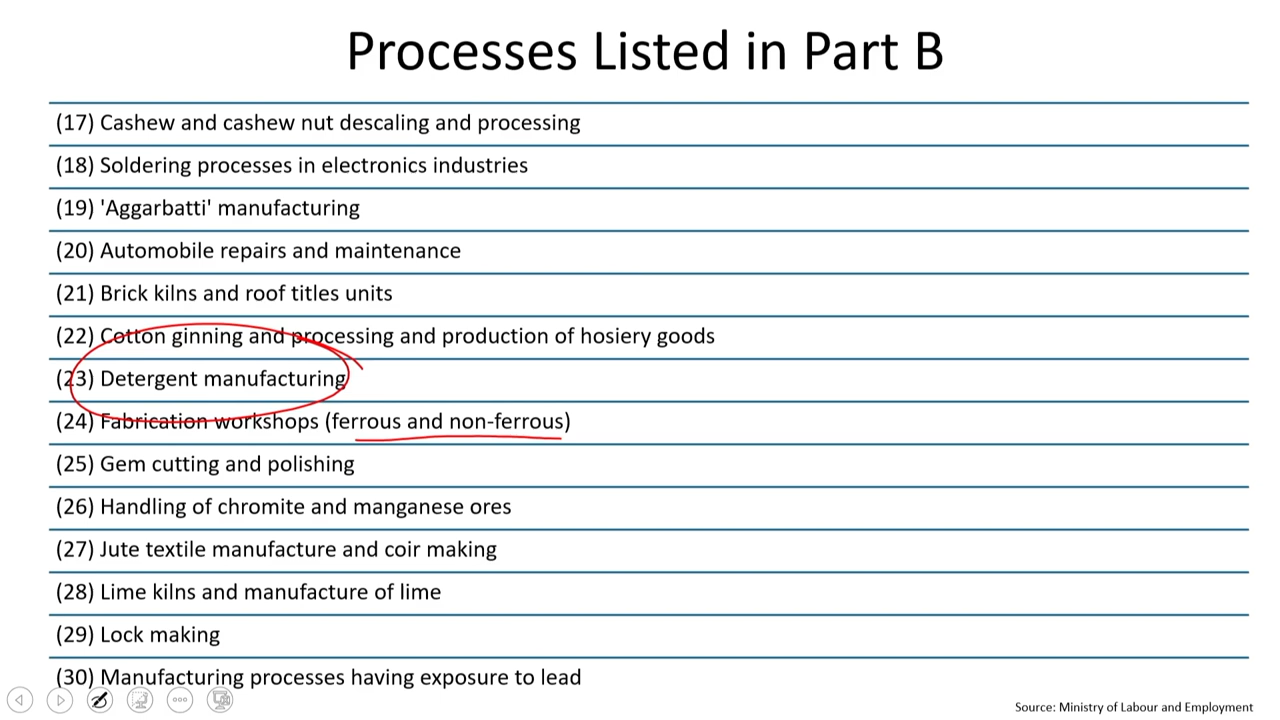 Processes Listed in Part B
(17) Cashew and cashew nut descaling and processing
(18) Soldering processes in electronics industries
(19) 'Aggarbatti' manufacturing
(20) Automobile repairs and maintenance
(21) Brick kilns and roof titles units
(22) Cotton ginning and processing and production of hosiery goods
(23) Detergent manufacturing
(24) Fabrication workshops (ferrous and non-ferrous)
(25) Gem cutting and polishing
(26) Handling of chromite and manganese ores
(27) Jute textile manufacture and coir making
(28) Lime kilns and manufacture of lime
(29) Lock making
(30) Manufacturing processes having exposure to lead
Source: Ministry of Labour and Employment